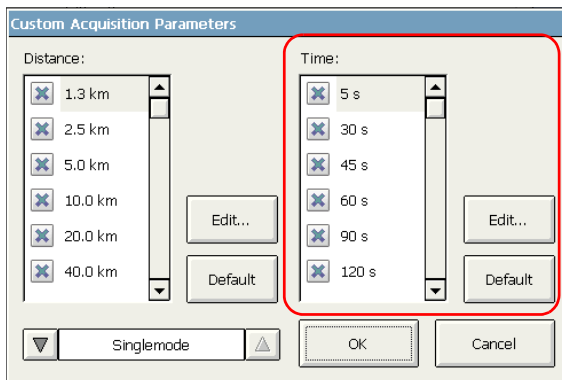 Custom Acquisition Parameters
Distance:
1.3 km
2.5 km
5.0 km
10.0 km
20.0 km
40.0 km
Edit...
Default
Time:
5 s
30 s
45 s
60 s
90 s
120 s
Edit...
Default
Singlemode
OK
Cancel